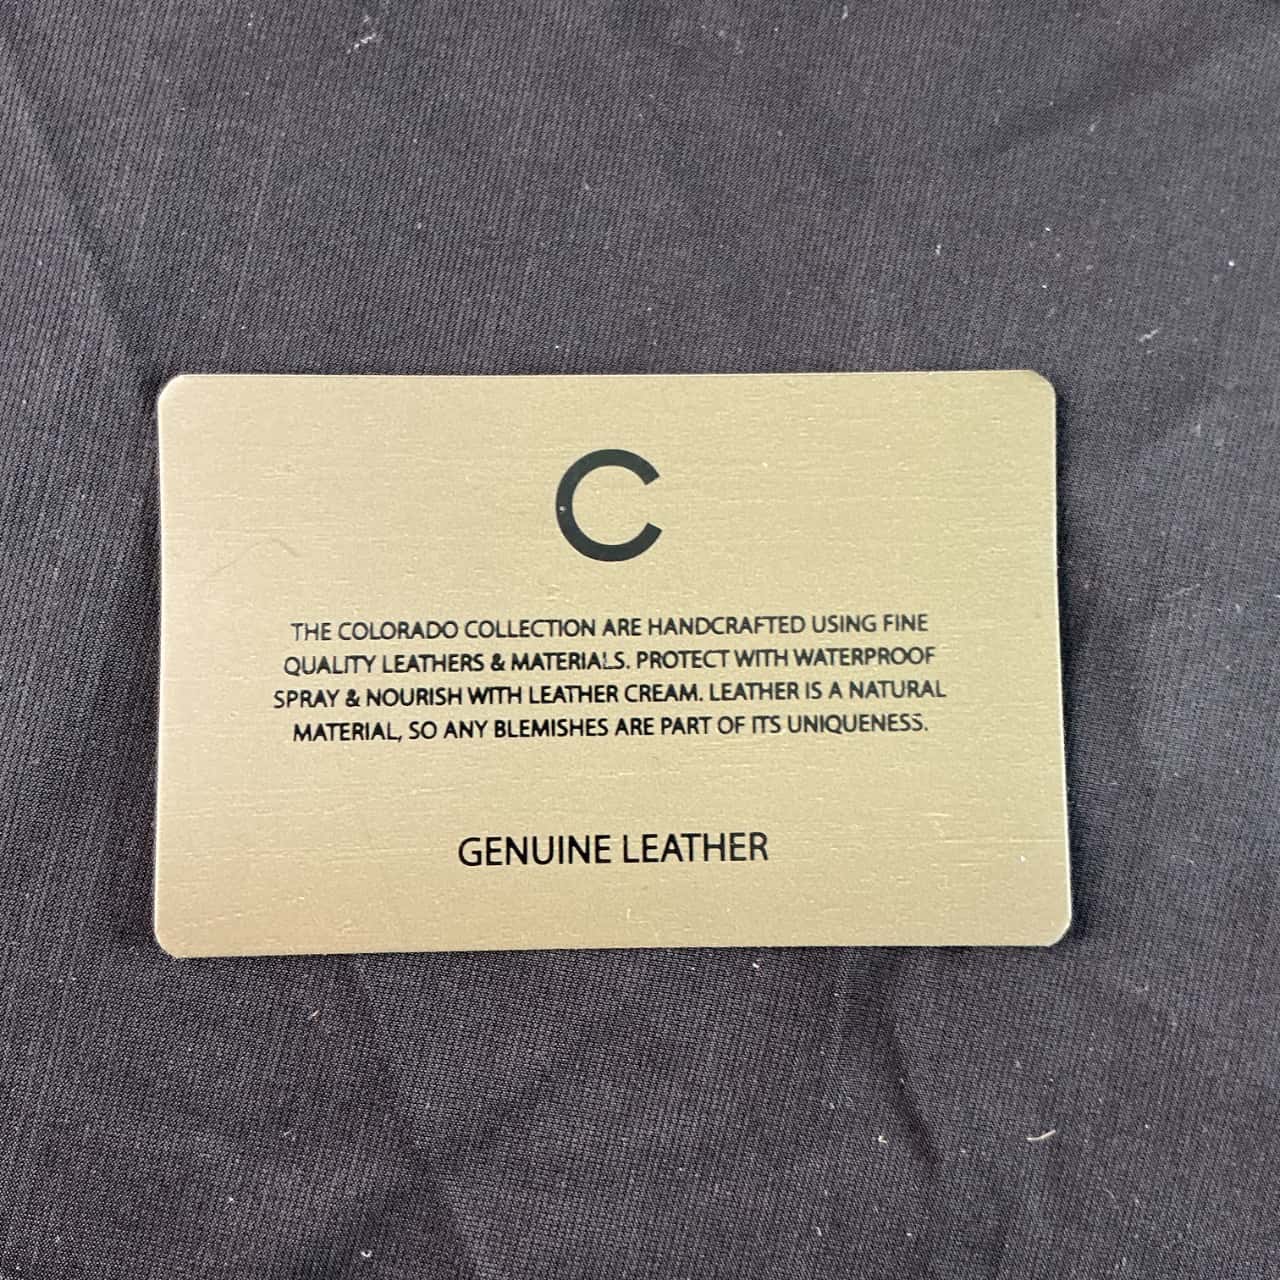 C
THE COLORADO COLLECTION ARE HANDCRAFTED USING FINE
QUALITY LEATHERS & MATERIALS. PROTECT WITH WATERPROOF
SPRAY & NOURISH WITH LEATHER CREAM. LEATHER IS A NATURAL
MATERIAL, SO ANY BLEMISHES ARE PART OF ITS UNIQUENESS.
GENUINE LEATHER